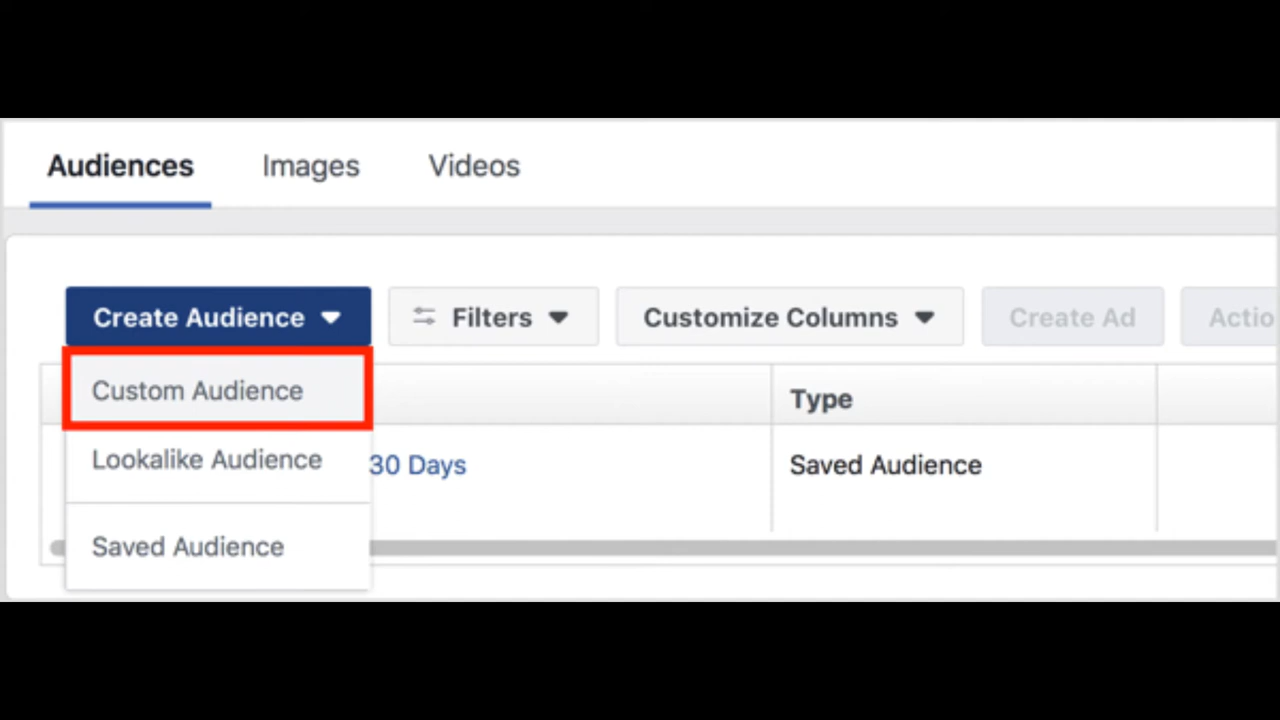 Audiences Images Videos
Create Audience Filters Customize Columns Create Ad Actio
Custom Audience Type
Lookalike Audience 30 Days Saved Audience
Saved Audience